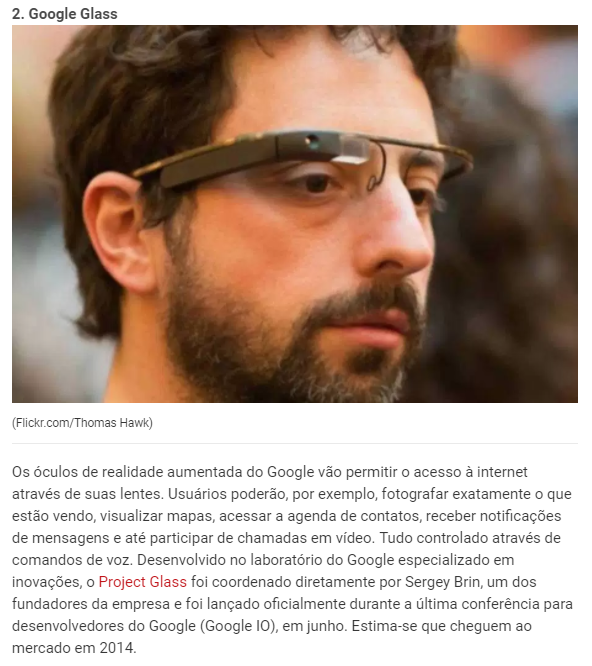 2. Google Glass
(Flickr.com/Thomas Hawk)
Os óculos de realidade aumentada do Google vão permitir o acesso à internet
através de suas lentes. Usuários poderão, por exemplo, fotografar exatamente o que
estão vendo, visualizar mapas, acessar a agenda de contatos, receber notificações
de mensagens e até participar de chamadas em vídeo. Tudo controlado através de
comandos de voz. Desenvolvido no laboratório do Google especializado em
inovações, o Project Glass foi coordenado diretamente por Sergey Brin, um dos
fundadores da empresa e foi lançado oficialmente durante a última conferência para
desenvolvedores do Google (Google IO), em junho. Estima-se que cheguem ao
mercado em 2014.